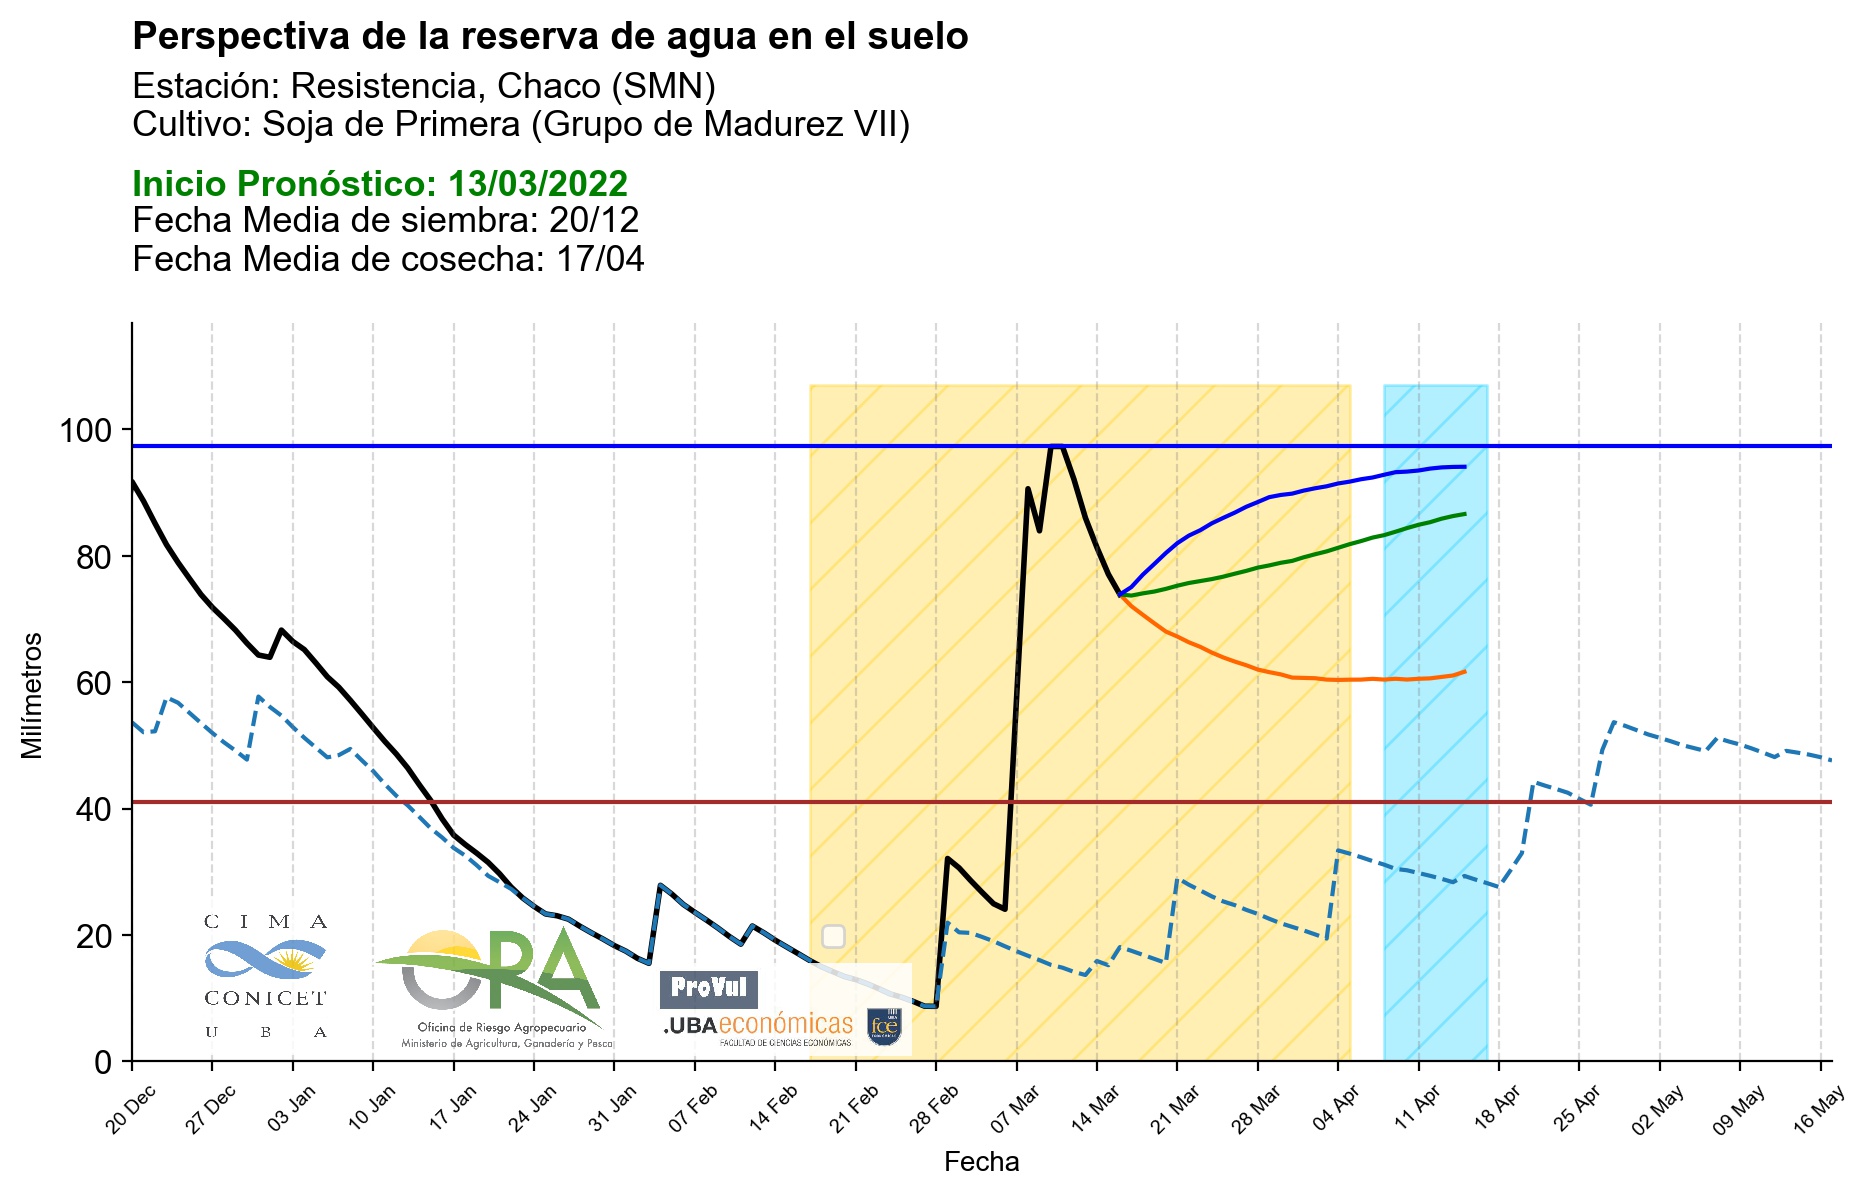 Perspectiva de la reserva de agua en el suelo
Estación: Resistencia, Chaco (SMN)
Cultivo: Soja de Primera (Grupo de Madurez VII)
Inicio Pronóstico: 13/03/2022
Fecha Media de siembra: 20/12
Fecha Media de cosecha: 17/04
Milímetros
100
80
60
40
20
0
C I M A
CONICET
U B A
ORA
Oficina de Riesgo Agropecuario
Ministerio de Agricultura, Ganadería y Pesca
ProVul
.UBAeconómicas
FACULTAD DE CIENCIAS ECONÓMICAS
UBA
fce
20 Dec
27 Dec
03 Jan
10 Jan
17 Jan
24 Jan
31 Jan
07 Feb
14 Feb
21 Feb
28 Feb
07 Mar
14 Mar
21 Mar
28 Mar
04 Apr
11 Apr
18 Apr
25 Apr
02 May
09 May
16 May
Fecha